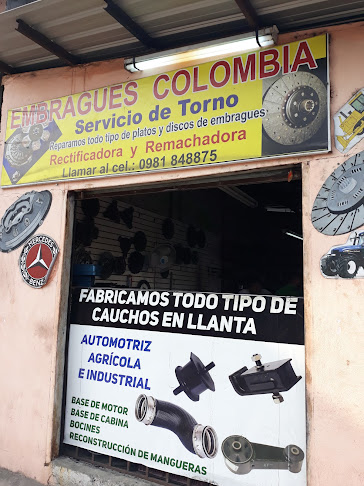 EMBRAGUES COLOMBIA
Servicio de Torno
Reparamos todo tipo de platos y discos de embragues,
Rectificadora y Remachadora
Llamar al cel.: 0981 848875
MERCEDES
BENZ
FABRICAMOS TODO TIPO DE
CAUCHOS EN LLANTA
AUTOMOTRIZ
AGRÍCOLA
E INDUSTRIAL
BASE DE MOTOR
BASE DE CABINA
BOCINES
RECONSTRUCCIÓN DE MANGUERAS